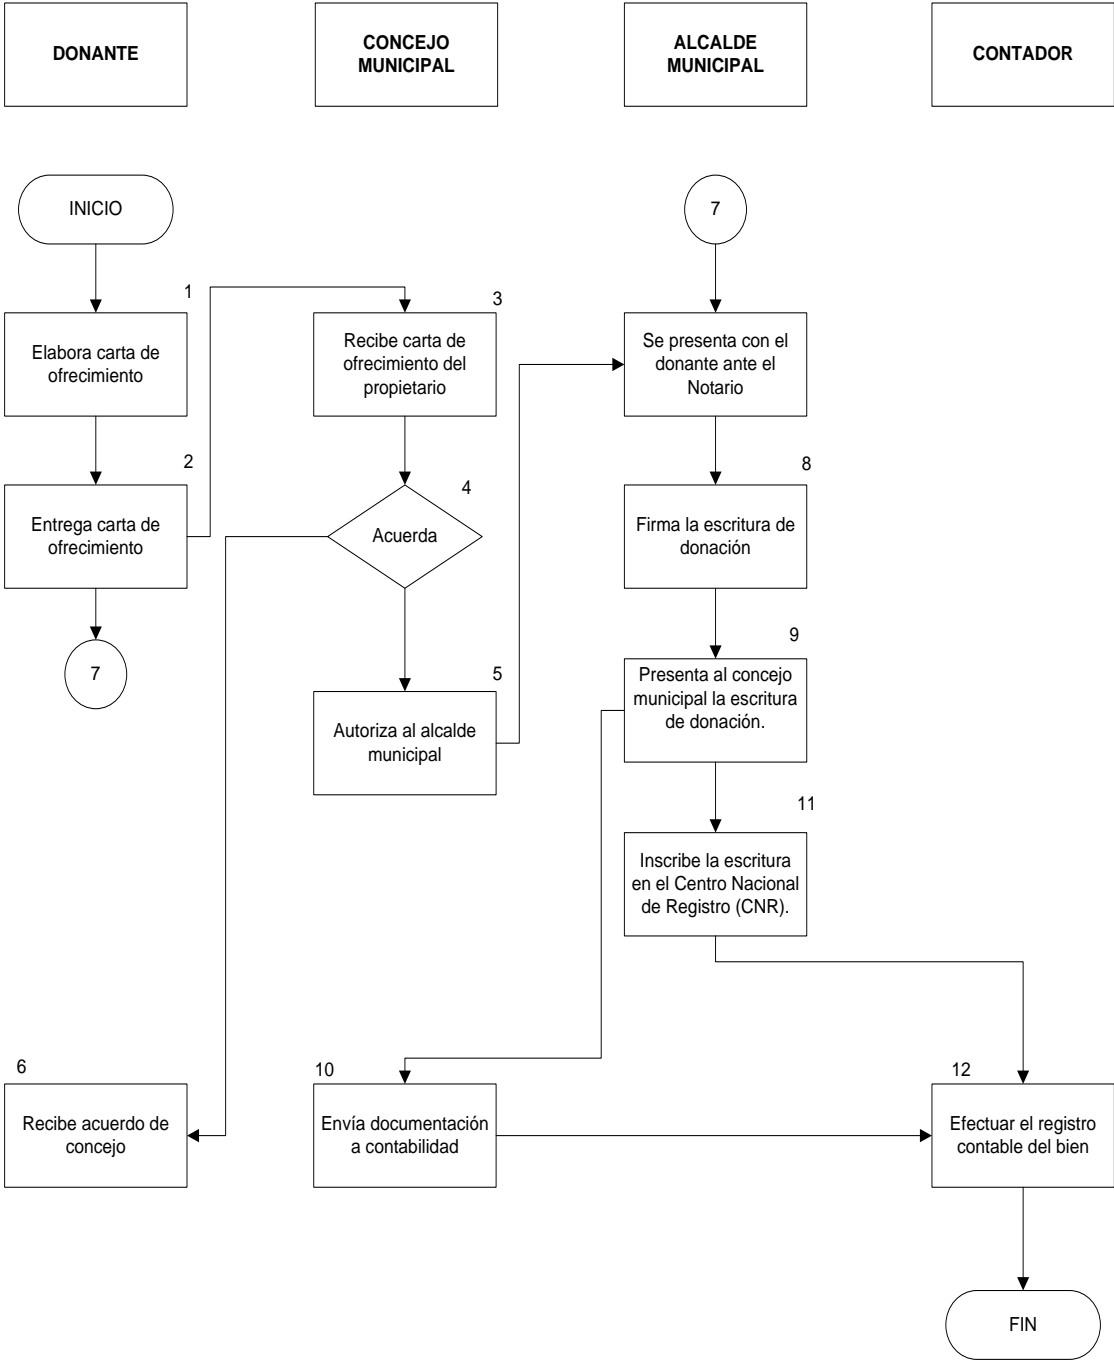 DONANTE
CONCEJO
MUNICIPAL
ALCALDE
MUNICIPAL
CONTADOR
INICIO
7
1
3
Elabora carta de
ofrecimiento
Recibe carta de
ofrecimiento del
propietario
Se presenta con el
donante ante el
Notario
2
4
8
Entrega carta de
ofrecimiento
Acuerda
Firma la escritura de
donación
9
7
5
Presenta al concejo
municipal la escritura
de donación.
Autoriza al alcalde
municipal
11
Inscribe la escritura
en el Centro Nacional
de Registro (CNR).
6
10
12
Recibe acuerdo de
concejo
Envía documentación
a contabilidad
Efectuar el registro
contable del bien
FIN